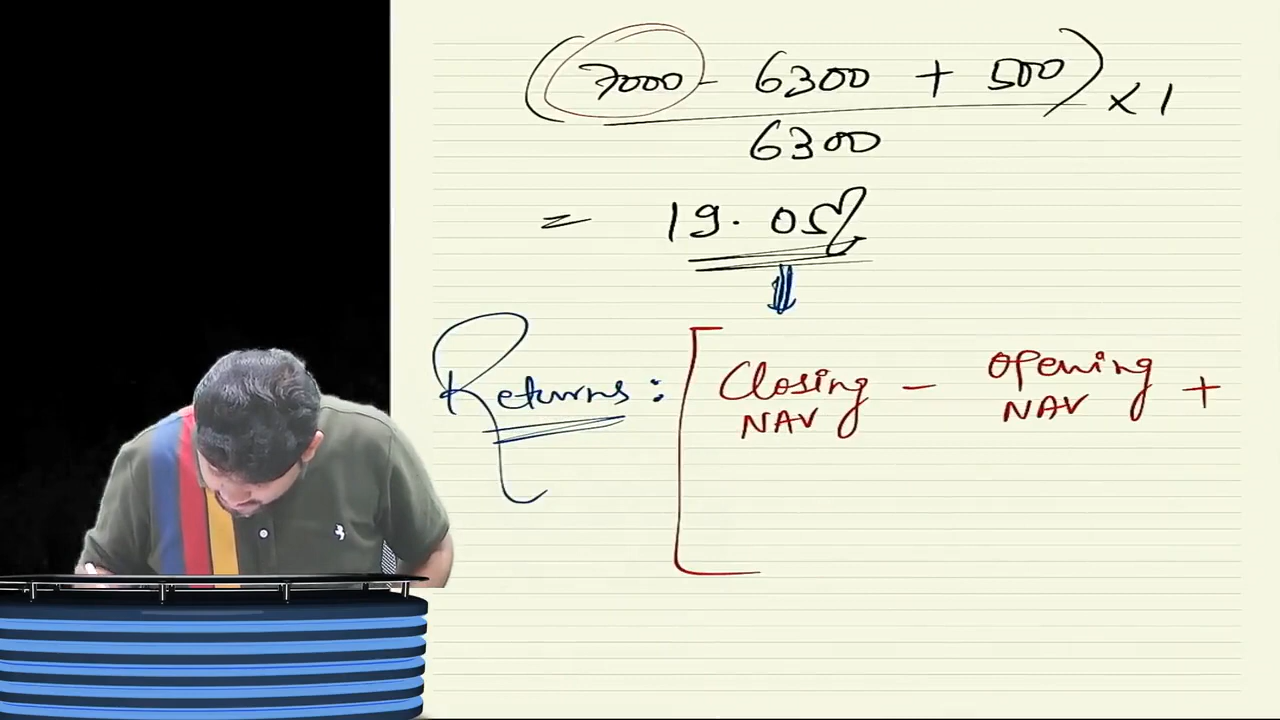 (7000 - 6300 + 500) × 1
6300
= 19.05%
Returns: [ Closing NAV - Opening NAV +